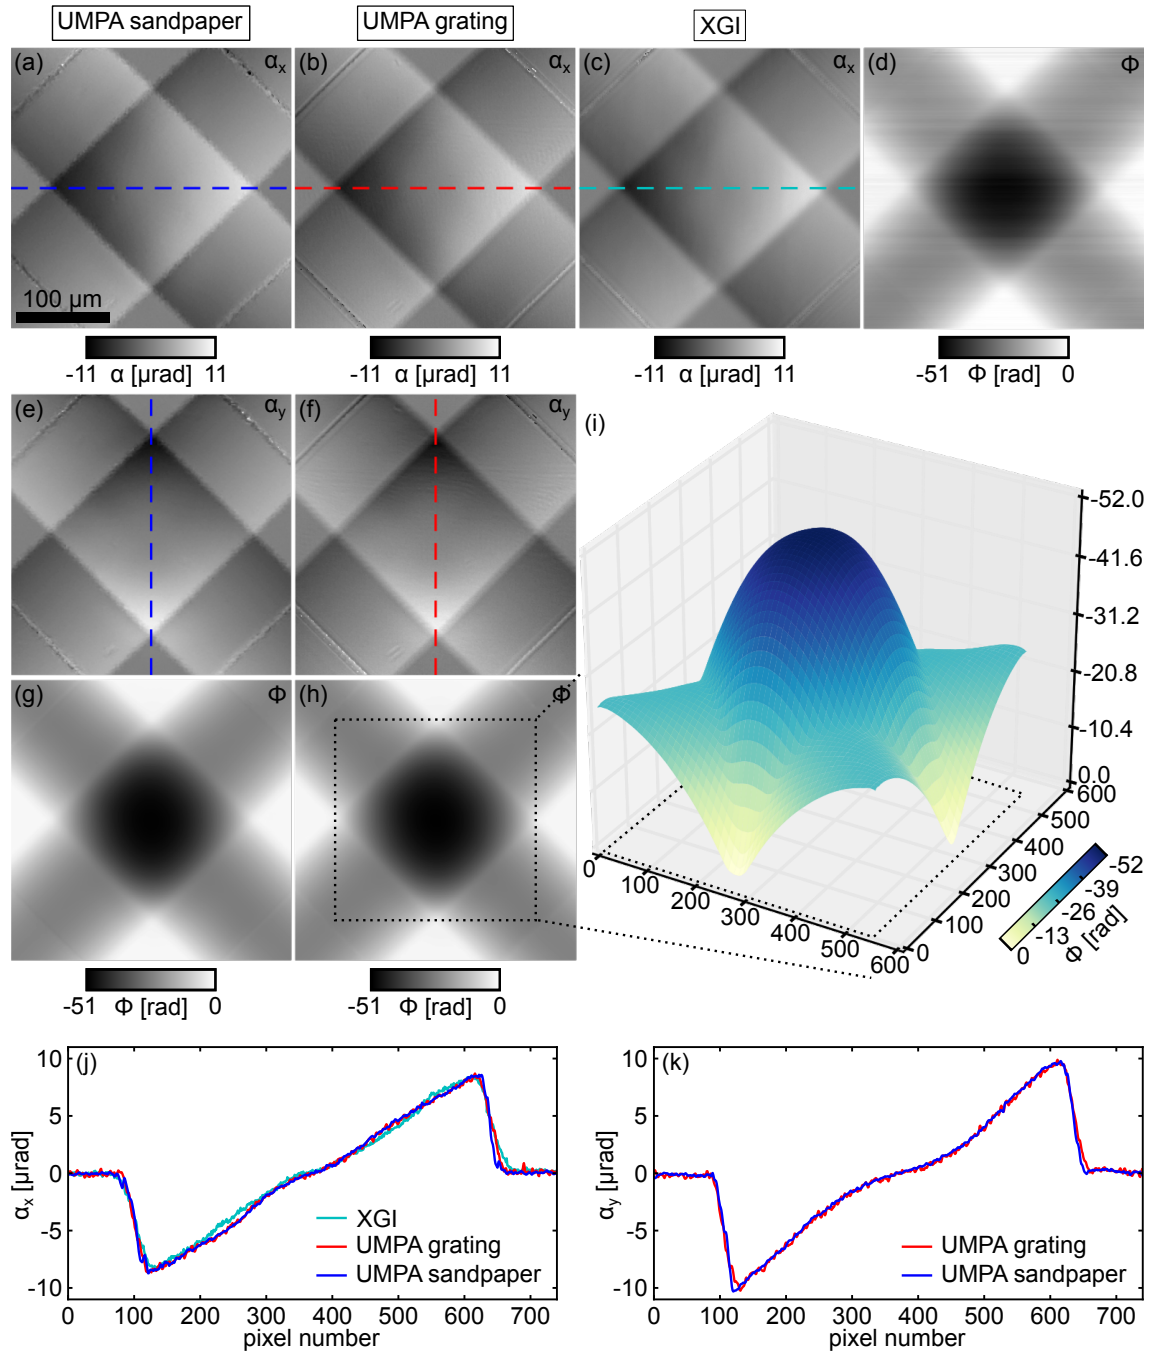 UMPA sandpaper UMPA grating XGI
(a) αx (b) αx (c) αx (d) Φ
100 µm
-11 α [µrad] 11 -11 α [µrad] 11 -11 α [µrad] 11 -51 Φ [rad] 0
(e) αy (f) αy (i)
-52.0
-41.6
-31.2
-20.8
-10.4
0.0
(g) Φ (h) Φ
0 100 200 300 400 500 600
0 100 200 300 400 500 600
0 -13 -26 -39 -52
Φ [rad]
-51 Φ [rad] 0 -51 Φ [rad] 0
(j)
10
5
0
-5
-10
αx [µrad]
XGI
UMPA grating
UMPA sandpaper
0 100 200 300 400 500 600 700
pixel number
(k)
10
5
0
-5
-10
αy [µrad]
UMPA grating
UMPA sandpaper
0 100 200 300 400 500 600 700
pixel number